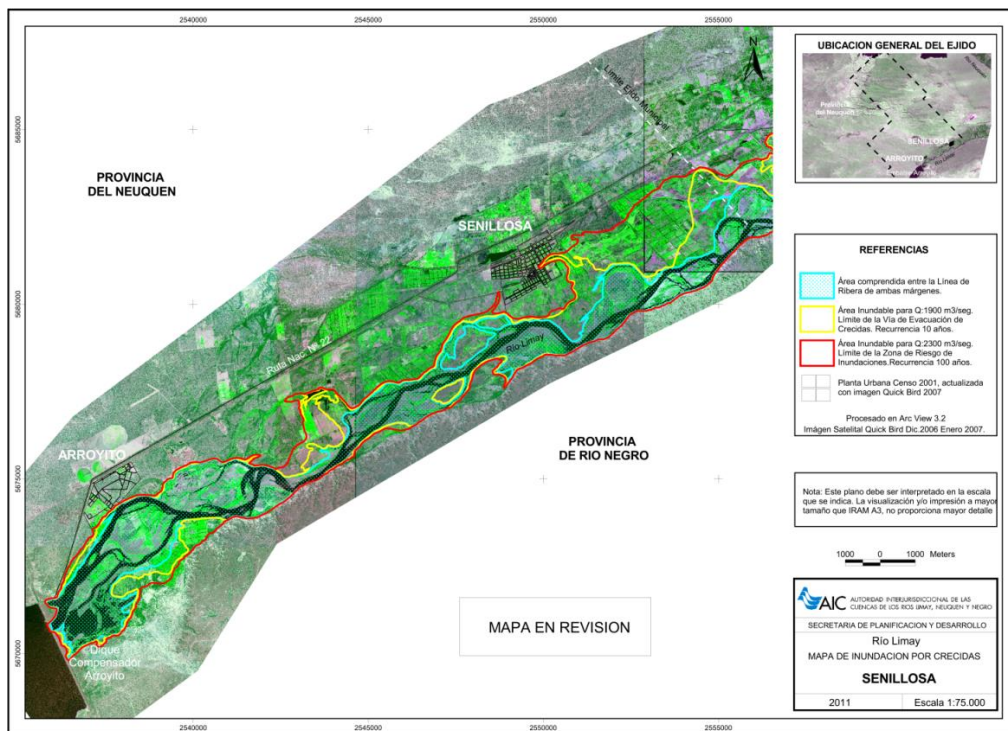 2540000
2545000
2550000
2555000
5685000
5680000
5675000
5670000
PROVINCIA
DEL NEUQUEN
SENILLOSA
Limite Ejido Municipal
N
Ruta Nac. Nº 22
Río Limay
ARROYITO
PROVINCIA
DE RIO NEGRO
Dique
Compensador
Arroyito
MAPA EN REVISION
2540000
2545000
2550000
2555000
UBICACION GENERAL DEL EJIDO
Provincia
del Neuquen
SENILLOSA
ARROYITO
REFERENCIAS
Área comprendida entre la Línea de
Ribera de ambas márgenes.
Área Inundable para Q:1900 m3/seg.
Límite de la Vía de Evacuación de
Crecidas. Recurrencia 10 años.
Área Inundable para Q:2300 m3/seg.
Límite de la Zona de Riesgo de
Inundaciones.Recurrencia 100 años.
Planta Urbana Censo 2001, actualizada
con imagen Quick Bird 2007
Procesado en Arc View 3.2
Imágen Satelital Quick Bird Dic.2006 Enero 2007.
Nota: Este plano debe ser interpretado en la escala
que se indica. La visualización y/o impresión a mayor
tamaño que IRAM A3, no proporciona mayor detalle
1000 0 1000 Meters
AIC AUTORIDAD INTERJURISDICCIONAL DE LAS
CUENCAS DE LOS RIOS LIMAY, NEUQUEN Y NEGRO
SECRETARIA DE PLANIFICACION Y DESARROLLO
Río Limay
MAPA DE INUNDACION POR CRECIDAS
SENILLOSA
2011
Escala 1:75.000